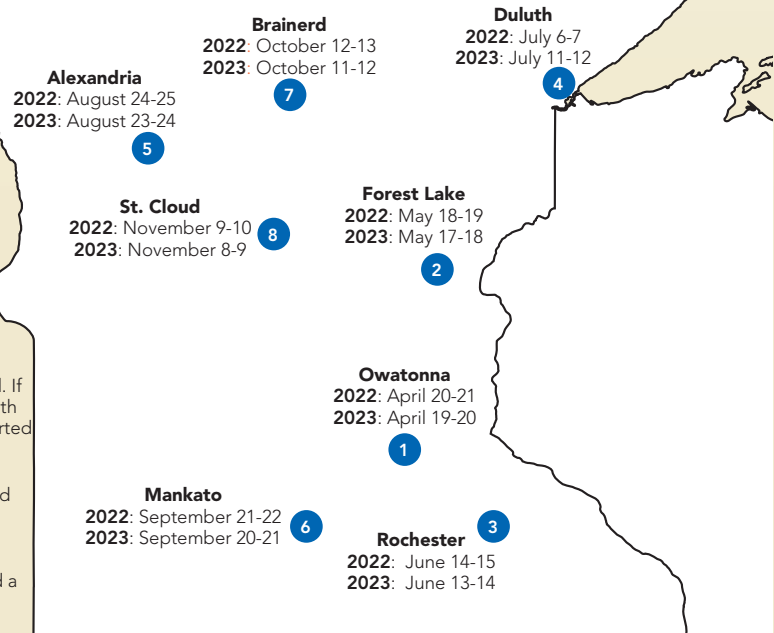 Brainerd
2022: October 12-13
2023: October 11-12
7
Duluth
2022: July 6-7
2023: July 11-12
4
Alexandria
2022: August 24-25
2023: August 23-24
5
St. Cloud
2022: November 9-10
2023: November 8-9
8
Forest Lake
2022: May 18-19
2023: May 17-18
2
Owatonna
2022: April 20-21
2023: April 19-20
1
Mankato
2022: September 21-22
2023: September 20-21
6
3
Rochester
2022: June 14-15
2023: June 13-14
. If
th
rted
d
a